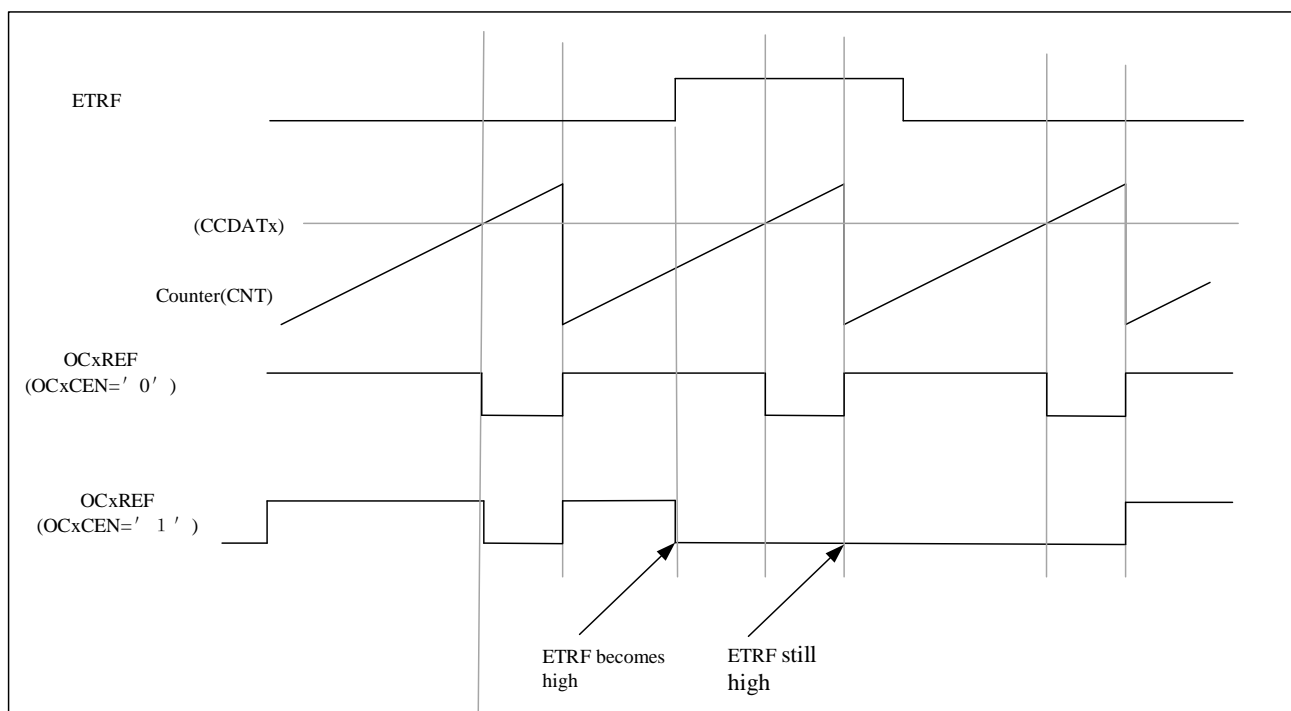 ETRF
(CCDATx)
Counter(CNT)
OCxREF
(OCxCEN=′ 0′ )
OCxREF
(OCxCEN=′ 1 ′ )
ETRF becomes
high
ETRF still
high